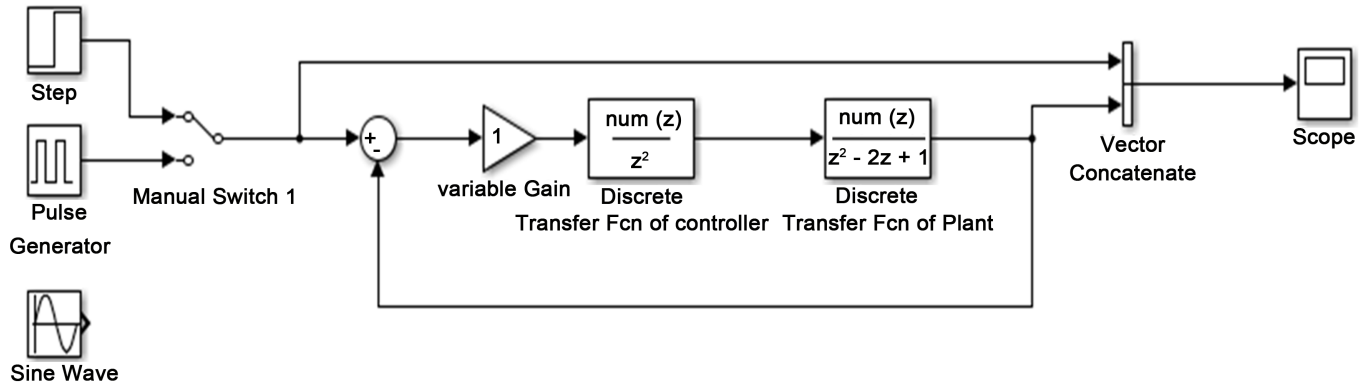 Step
Pulse
Generator
Sine Wave
Manual Switch 1
+
-
1
variable Gain
num (z)
z²
Discrete
Transfer Fcn of controller
num (z)
z² - 2z + 1
Discrete
Transfer Fcn of Plant
Vector
Concatenate
Scope